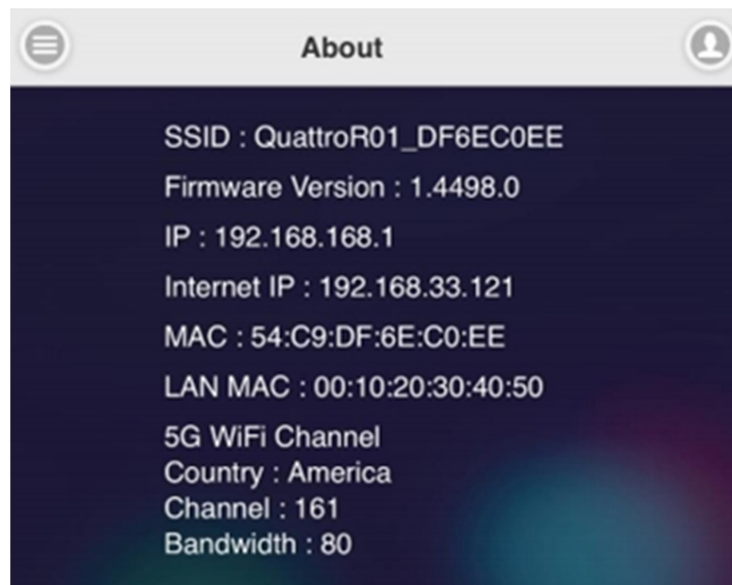 About
SSID : QuattroR01_DF6EC0EE
Firmware Version : 1.4498.0
IP : 192.168.168.1
Internet IP : 192.168.33.121
MAC : 54:C9:DF:6E:C0:EE
LAN MAC : 00:10:20:30:40:50
5G WiFi Channel
Country : America
Channel : 161
Bandwidth : 80